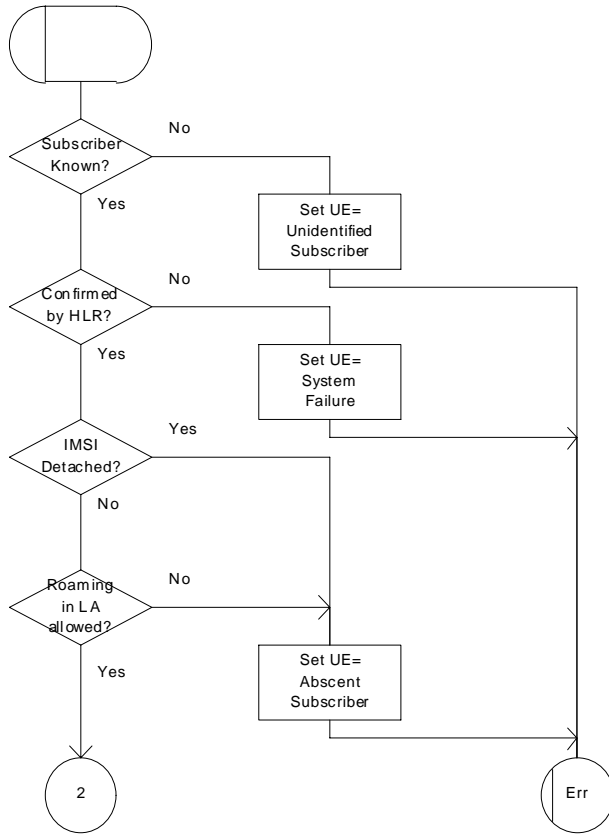 No
Subscriber
Known?
Yes
Set UE=
Unidentified
Subscriber
No
Confirmed
by HLR?
Yes
Set UE=
System
Failure
Yes
IMSI
Detached?
No
No
Roaming
in LA
allowed?
Yes
Set UE=
Abscent
Subscriber
2
Err